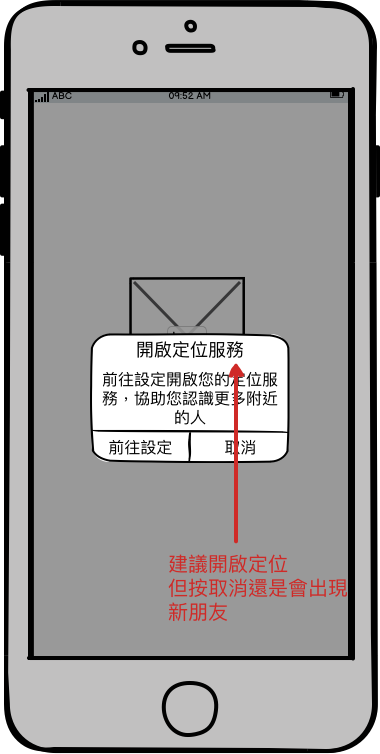 ABC 09:52 AM
開啟定位服務
前往設定開啟您的定位服
務，協助您認識更多附近
的人
前往設定 取消
建議開啟定位
但按取消還是會出現
新朋友